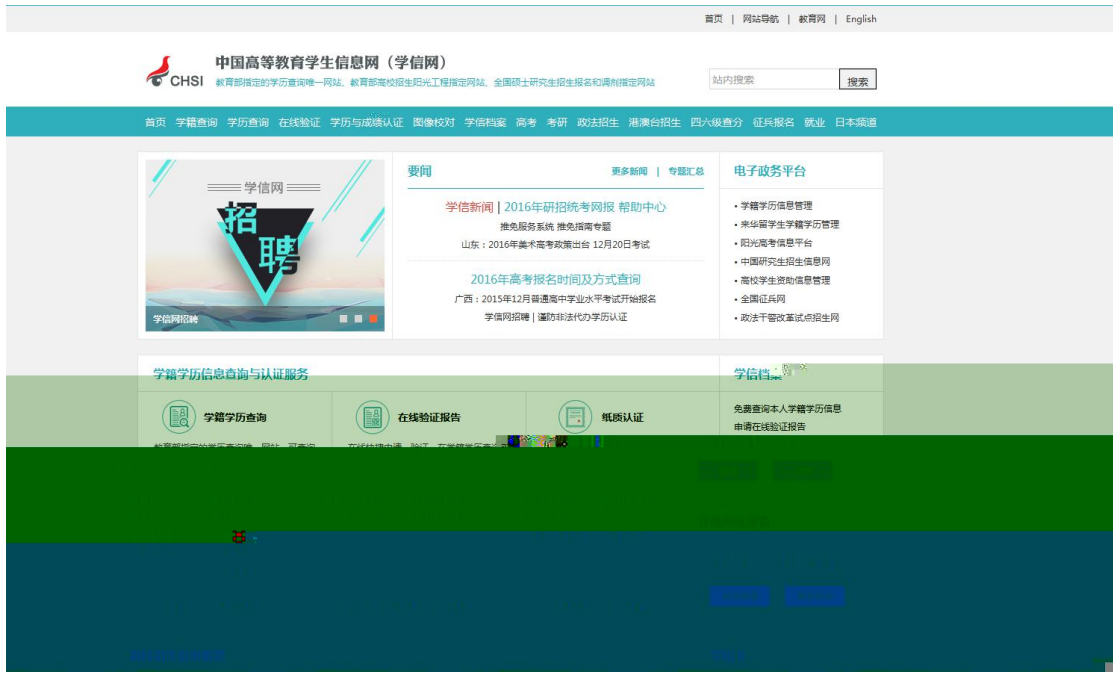 首页 | 网站导航 | 教育网 | English
CHSI
中国高等教育学生信息网（学信网）
教育部指定的学历查询唯一网站、教育部高校招生阳光工程指定网站、全国硕士研究生招生报名和调剂指定网站
站内搜索 搜索
首页 学籍查询 学历查询 在线验证 学历与成绩认证 图像校对 学信档案 高考 考研 政法招生 港澳台招生 四六级查分 征兵报名 就业 日本频道
学信网
招
聘
学信网招聘
要闻 更多新闻 | 专题汇总
学信新闻 | 2016年研招统考网报 帮助中心
推免服务系统 推免指南专题
山东：2016年美术高考政策出台 12月20日考试
2016年高考报名时间及方式查询
广西：2015年12月普通高中学业水平考试开始报名
学信网招聘 | 谨防非法代办学历认证
电子政务平台
• 学籍学历信息管理
• 来华留学生学籍学历管理
• 阳光高考信息平台
• 中国研究生招生信息网
• 高校学生资助信息管理
• 全国征兵网
• 政法干警改革试点招生网
学籍学历信息查询与认证服务
学籍学历查询
在线验证报告
纸质认证
学信档案
免费查询本人学籍学历信息
申请在线验证报告